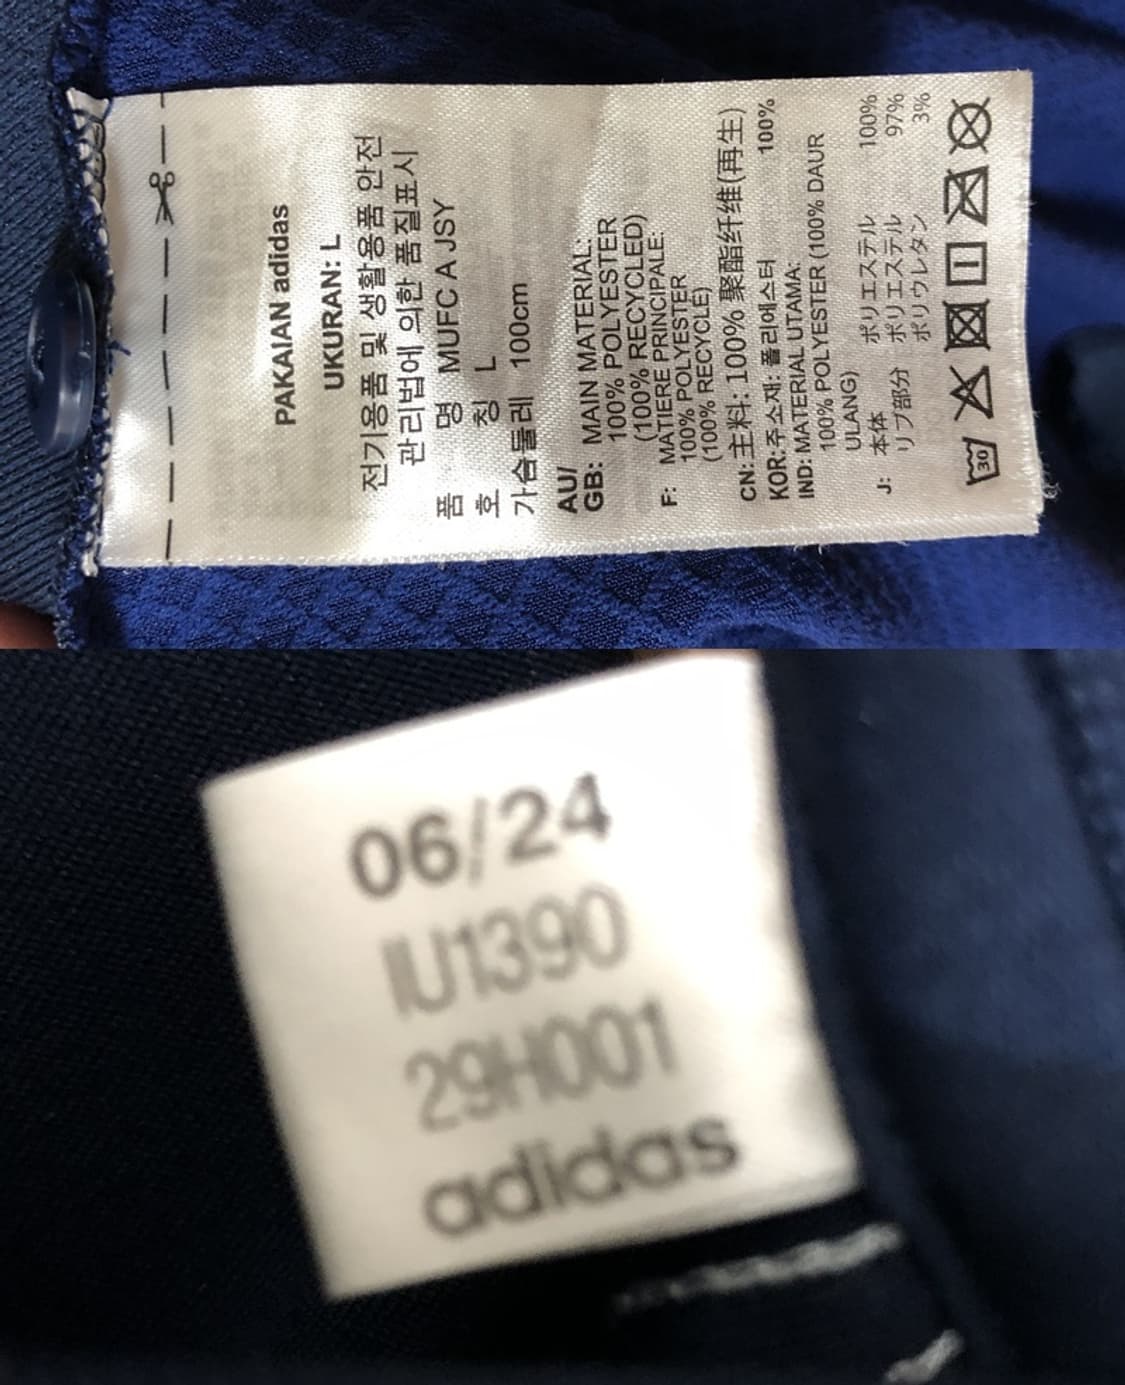 PAKAIAN adidas
UKURAN: L
전기용품 및 생활용품 안전
관리법에 의한 품질표시
품 명 MUFC A JSY
호 칭 L
가슴둘레 100cm
AU/
GB: MAIN MATERIAL:
100% POLYESTER
(100% RECYCLED)
F: MATIERE PRINCIPALE:
100% POLYESTER
(100% RECYCLE)
CN: 主料: 100% 聚酯纤维(再生)
KOR: 주소재: 폴리에스터 100%
IND: MATERIAL UTAMA:
100% POLYESTER (100% DAUR
ULANG)
J: 本体 ポリエステル 100%
リブ部分 ポリエステル 97%
ポリウレタン 3%
30
06/24
IU1390
29H001
adidas